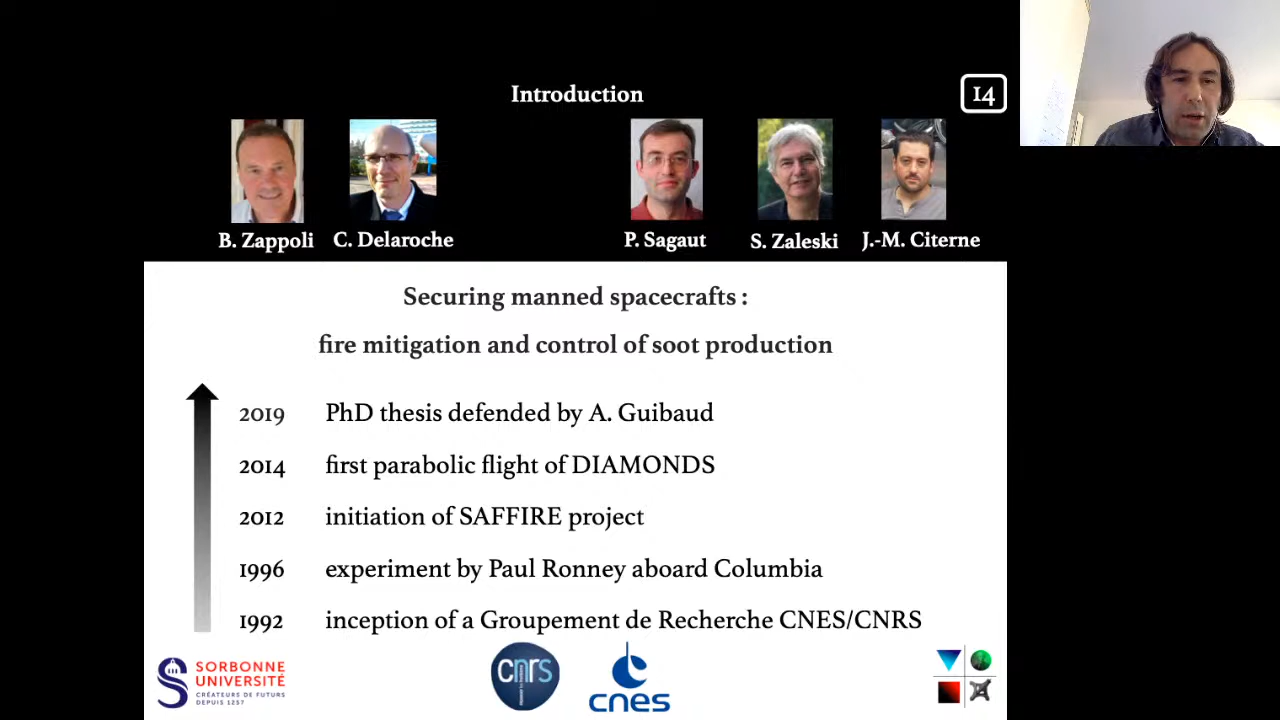 Introduction
14
B. Zappoli
C. Delaroche
P. Sagaut
S. Zaleski
J.-M. Citerne
Securing manned spacecrafts :
fire mitigation and control of soot production
2019 PhD thesis defended by A. Guibaud
2014 first parabolic flight of DIAMONDS
2012 initiation of SAFFIRE project
1996 experiment by Paul Ronney aboard Columbia
1992 inception of a Groupement de Recherche CNES/CNRS
SORBONNE
UNIVERSITÉ
CRÉATEURS DE FUTURS
DEPUIS 1257
cnrs
cnes